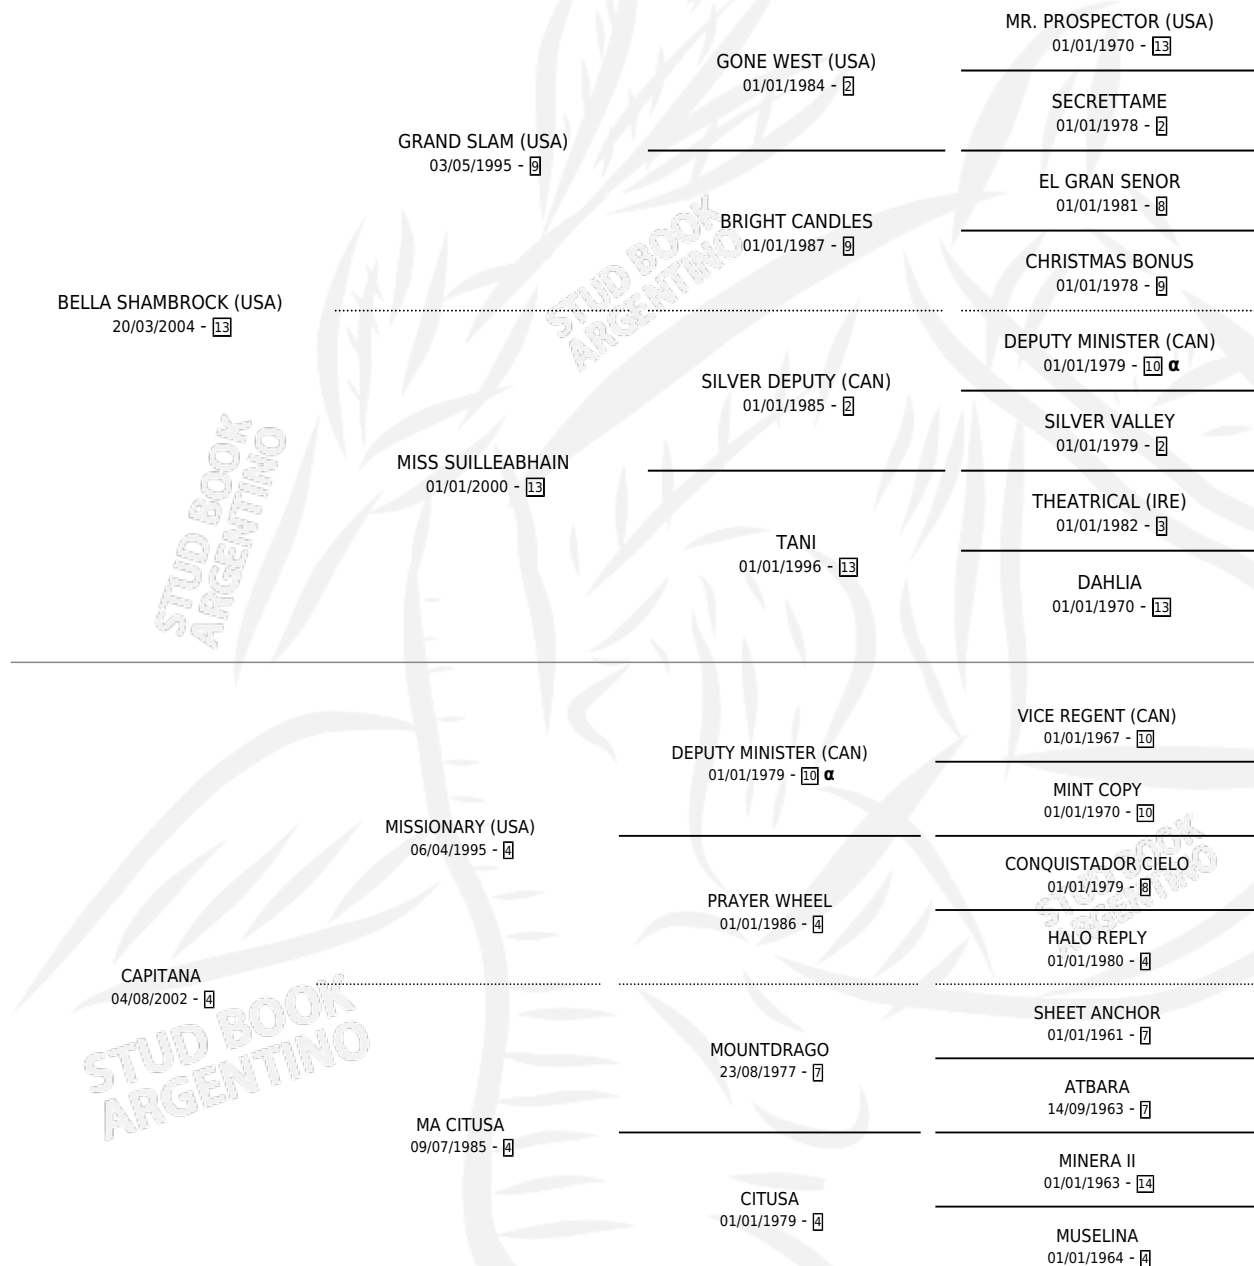 MR. PROSPECTOR (USA)
01/01/1970 - 13
GONE WEST (USA)
01/01/1984 - 2
SECRETTAME
01/01/1978 - 2
GRAND SLAM (USA)
03/05/1995 - 9
EL GRAN SENOR
01/01/1981 - 8
BRIGHT CANDLES
01/01/1987 - 9
CHRISTMAS BONUS
01/01/1978 - 9
BELLA SHAMBROCK (USA)
20/03/2004 - 13
DEPUTY MINISTER (CAN)
01/01/1979 - 10 α
SILVER DEPUTY (CAN)
01/01/1985 - 2
SILVER VALLEY
01/01/1979 - 2
MISS SUILLEABHAIN
01/01/2000 - 13
THEATRICAL (IRE)
01/01/1982 - 3
TANI
01/01/1996 - 13
DAHLIA
01/01/1970 - 13
VICE REGENT (CAN)
01/01/1967 - 10
DEPUTY MINISTER (CAN)
01/01/1979 - 10 α
MINT COPY
01/01/1970 - 10
MISSIONARY (USA)
06/04/1995 - 4
CONQUISTADOR CIELO
01/01/1979 - 8
PRAYER WHEEL
01/01/1986 - 4
HALO REPLY
01/01/1980 - 4
CAPITANA
04/08/2002 - 4
SHEET ANCHOR
01/01/1961 - 7
MOUNTDRAGO
23/08/1977 - 7
ATBARA
14/09/1963 - 7
MA CITUSA
09/07/1985 - 4
MINERA II
01/01/1963 - 14
CITUSA
01/01/1979 - 4
MUSELINA
01/01/1964 - 4
STUD BOOK
ARGENTINO
STUD BOOK
ARGENTINO
STUD BOOK
ARGENTINO
STUD BOOK
ARGENTINO